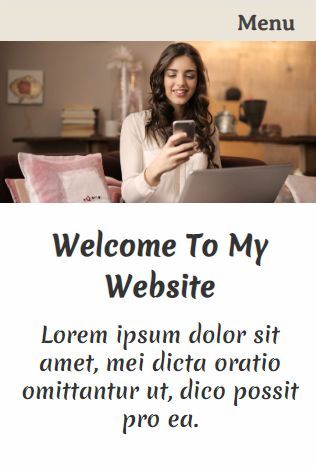 Menu
Welcome To My
Website
Lorem ipsum dolor sit
amet, mei dicta oratio
omittantur ut, dico possit
pro ea.